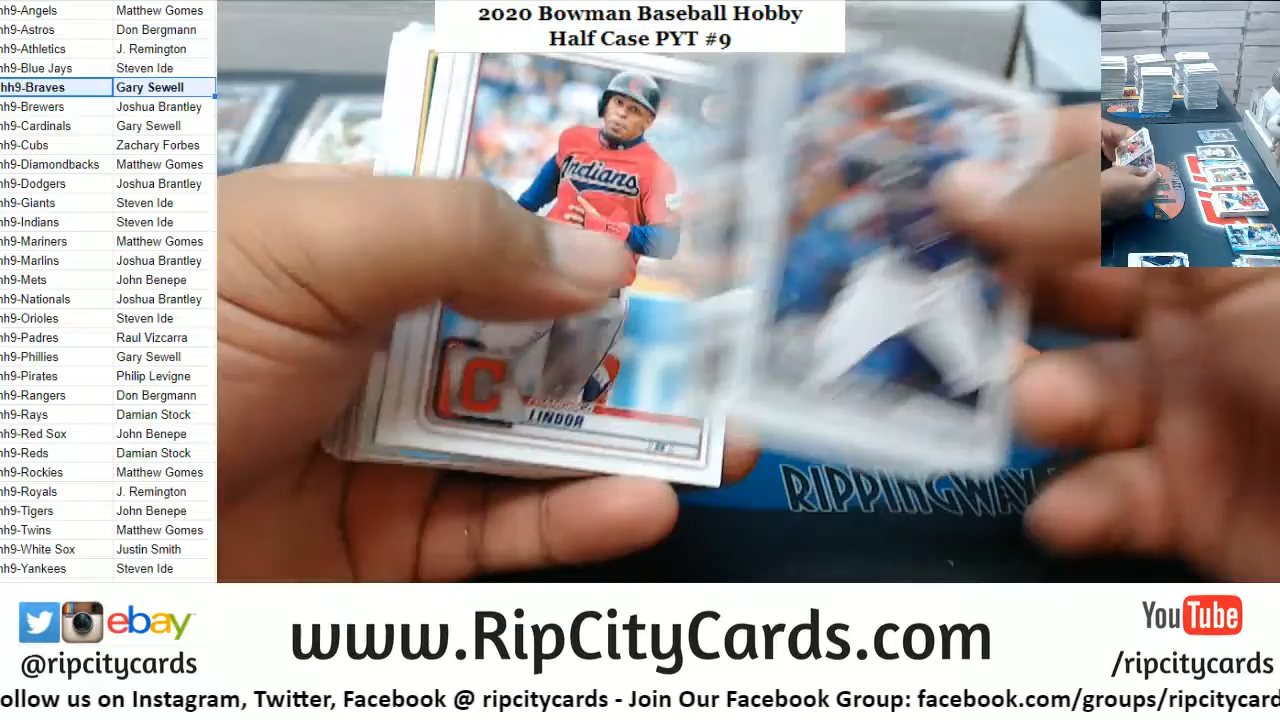 2020 Bowman Baseball Hobby
Half Case PYT #9
hh9-Angels Matthew Gomes
hh9-Astros Don Bergmann
hh9-Athletics J. Remington
hh9-Blue Jays Steven Ide
hh9-Braves Gary Sewell
hh9-Brewers Joshua Brantley
hh9-Cardinals Gary Sewell
hh9-Cubs Zachary Forbes
hh9-Diamondbacks Matthew Gomes
hh9-Dodgers Joshua Brantley
hh9-Giants Steven Ide
hh9-Indians Steven Ide
hh9-Mariners Matthew Gomes
hh9-Marlins Joshua Brantley
hh9-Mets John Benepe
hh9-Nationals Joshua Brantley
hh9-Orioles Steven Ide
hh9-Padres Raul Vizcarra
hh9-Phillies Gary Sewell
hh9-Pirates Philip Levigne
hh9-Rangers Don Bergmann
hh9-Rays Damian Stock
hh9-Red Sox John Benepe
hh9-Reds Damian Stock
hh9-Rockies Matthew Gomes
hh9-Royals J. Remington
hh9-Tigers John Benepe
hh9-Twins Matthew Gomes
hh9-White Sox Justin Smith
hh9-Yankees Steven Ide
Indians
C
LINDOR
RIPPINGWAX
ebay
@ripcitycards
www.RipCityCards.com
YouTube
/ripcitycards
ollow us on Instagram, Twitter, Facebook @ ripcitycards - Join Our Facebook Group: facebook.com/groups/ripcitycard